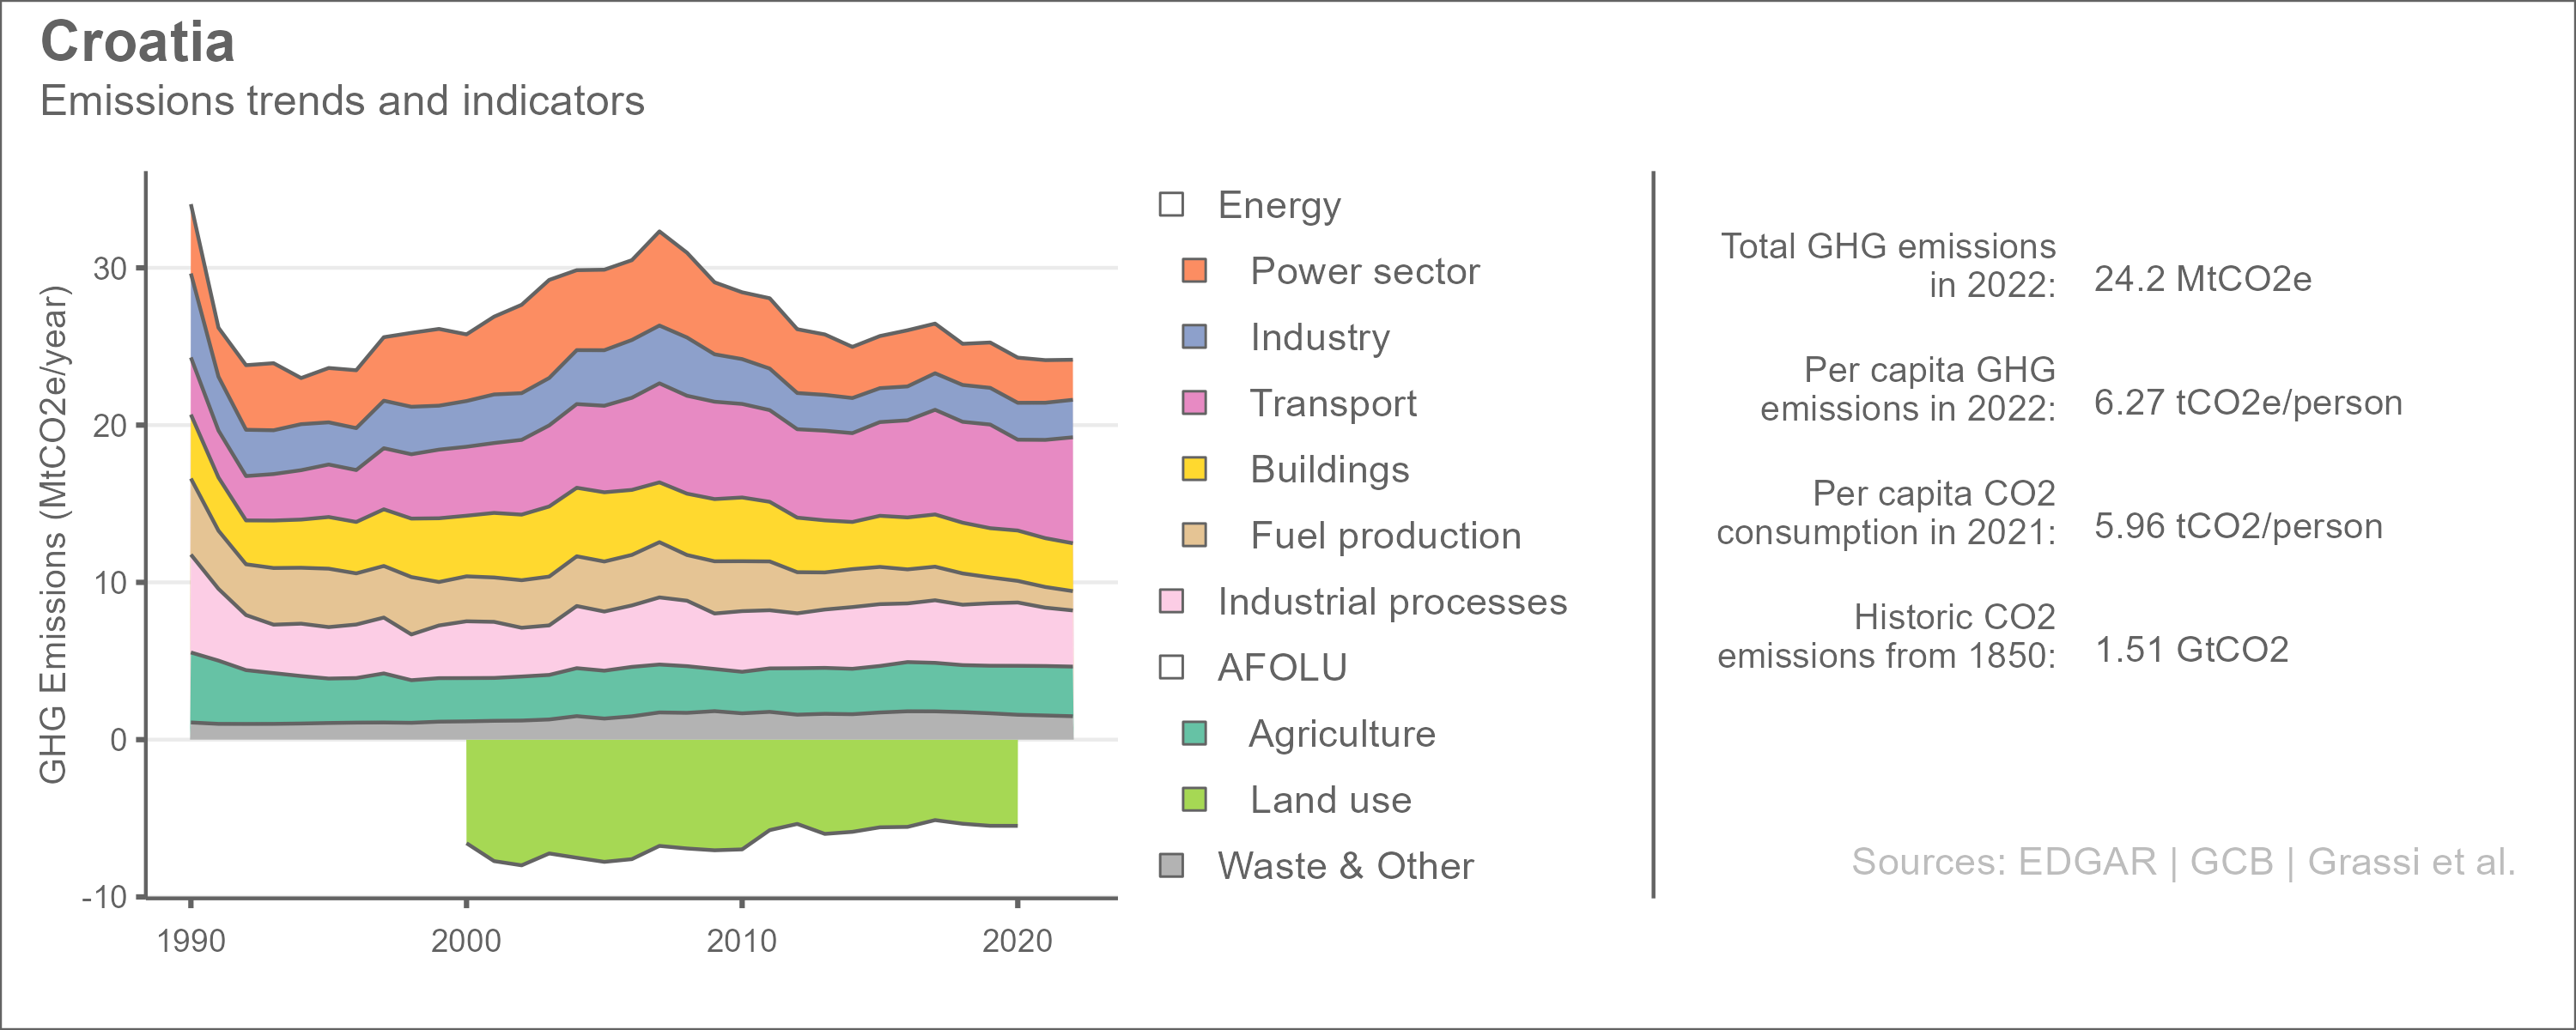 Croatia
Emissions trends and indicators
GHG Emissions (MtCO2e/year)
30
20
10
0
-10
1990
2000
2010
2020
Energy
Power sector
Industry
Transport
Buildings
Fuel production
Industrial processes
AFOLU
Agriculture
Land use
Waste & Other
Total GHG emissions
in 2022:
24.2 MtCO2e
Per capita GHG
emissions in 2022:
6.27 tCO2e/person
Per capita CO2
consumption in 2021:
5.96 tCO2/person
Historic CO2
emissions from 1850:
1.51 GtCO2
Sources: EDGAR | GCB | Grassi et al.